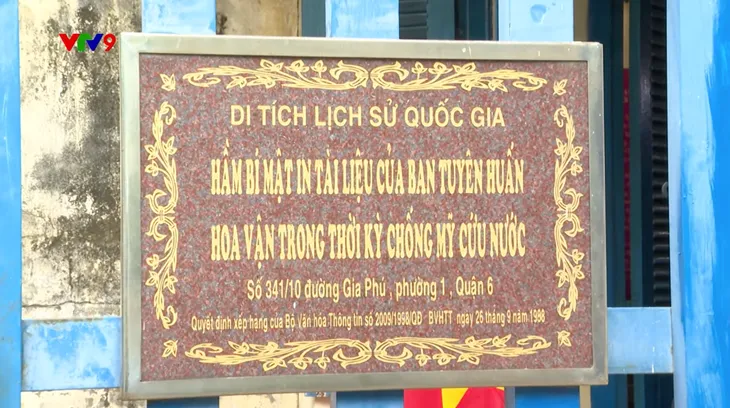 VTV9
DI TÍCH LỊCH SỬ QUỐC GIA
HẦM BÍ MẬT IN TÀI LIỆU CỦA BAN TUYÊN HUẤN
HOA VẬN TRONG THỜI KỲ CHỐNG MỸ CỨU NƯỚC
Số 341/10 đường Gia Phú , phường 1 , Quận 6
Quyết định xếp hạng của Bộ Văn hóa Thông tin số 2009/1998/QĐ - BVHTT ngày 26 tháng 9 năm 1988